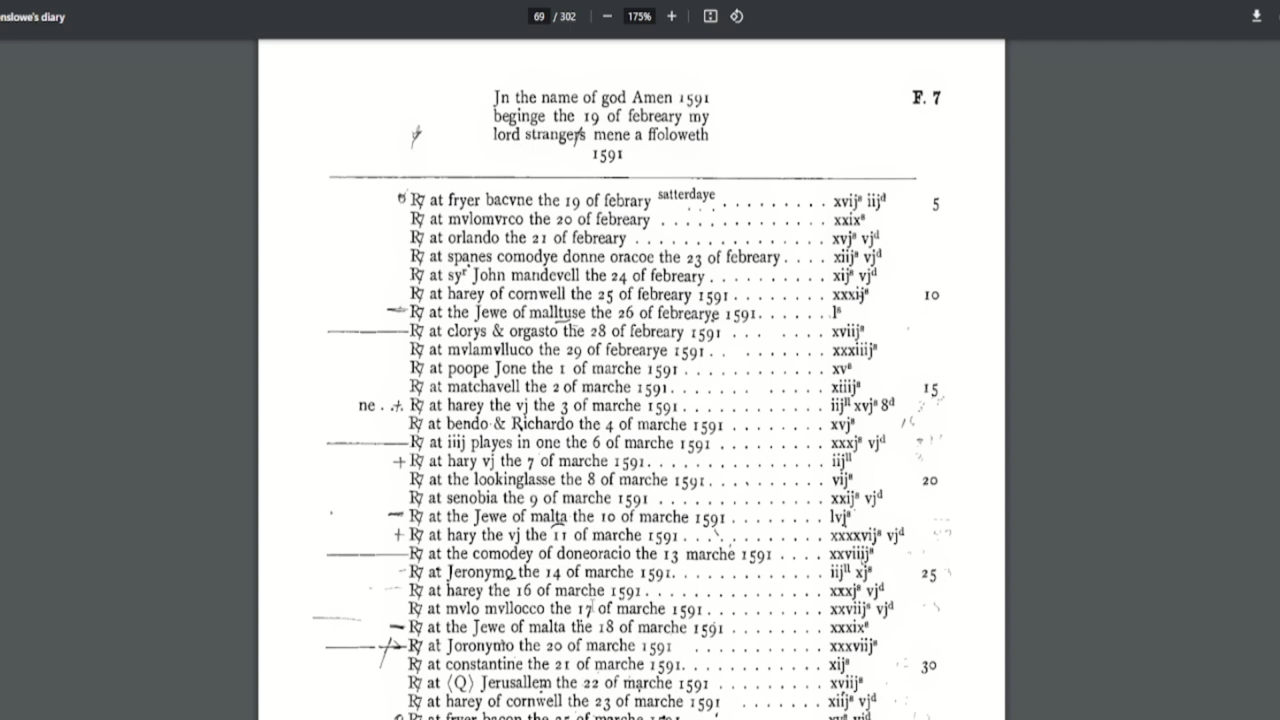 nslowe's diary
69 / 302 175%
Jn the name of god Amen 1591
F. 7
beginge the 19 of febreary my
lord strangers mene a ffoloweth
1591
R at fryer bacvne the 19 of febrary satterdaye . . . . . . . . . xvijs iijd 5
R at mvlomvrco the 20 of febreary . . . . . . . . . . . . . xxixs
R at orlando the 21 of febreary . . . . . . . . . . . . . . . xvjs vjd
R at spanes comodye donne oracoe the 23 of febreary . . . . xiijs vjd
R at syr John mandevell the 24 of febreary . . . . . . . . . xijs vjd
R at harey of cornwell the 25 of febreary 1591 . . . . . . . xxxijs 10
R at the Jewe of malltuse the 26 of febrearye 1591 . . . . . . ls
R at clorys & orgasto the 28 of febreary 1591 . . . . . . . xviijs
R at mvlamvlluco the 29 of febrearye 1591 . . . . . . . . . xxxiiijs
R at poope Jone the 1 of marche 1591 . . . . . . . . . . . xvs
R at matchavell the 2 of marche 1591 . . . . . . . . . . . xiiijs 15
ne . . + . R at harey the vj the 3 of marche 1591 . . . . . . . . . . . iijll xvjs 8d
R at bendo & Richardo the 4 of marche 1591 . . . . . . . . xvjs
R at iiij playes in one the 6 of marche 1591 . . . . . . . . . xxxjs vjd
+ R at hary vj the 7 of marche 1591 . . . . . . . . . . . . . iijll
R at the lookinglasse the 8 of marche 1591 . . . . . . . . . vijs 20
R at senobia the 9 of marche 1591 . . . . . . . . . . . . . xxijs vjd
R at the Jewe of malta the 10 of marche 1591 . . . . . . . . lvjs
+ R at hary the vj the 11 of marche 1591 . . . . . . . . . . . xxxxvijs vjd
R at the comodey of doneoracio the 13 marche 1591 . . . . xxviiijs
R at Jeronymo the 14 of marche 1591 . . . . . . . . . . . . iijll xjs 25
R at harey the 16 of marche 1591 . . . . . . . . . . . . . . xxxjs vjd
R at mvlo mvllocco the 17 of marche 1591 . . . . . . . . . xxviijs vjd
R at the Jewe of malta the 18 of marche 1591 . . . . . . . . xxxixs
R at Joronymo the 20 of marche 1591 . . . . . . . . . . xxxviijs
R at constantine the 21 of marche 1591 . . . . . . . . . . . xijs 30
R at ⟨Q⟩ Jerusallem the 22 of marche 1591 . . . . . . . . . xviijs
R at harey of cornwell the 23 of marche 1591 . . . . . . . xiijs vjd